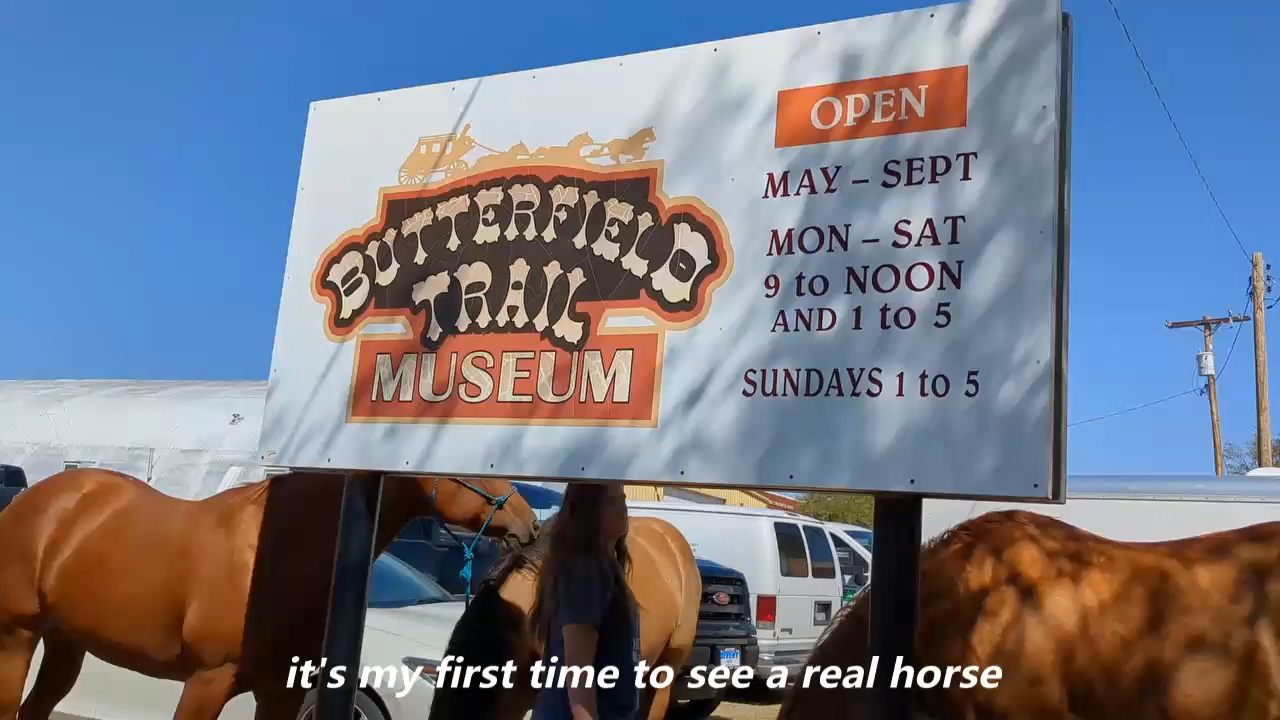 BUTTERFIELD
TRAIL
MUSEUM
OPEN
MAY – SEPT
MON – SAT
9 to NOON
AND 1 to 5
SUNDAYS 1 to 5
it's my first time to see a real horse